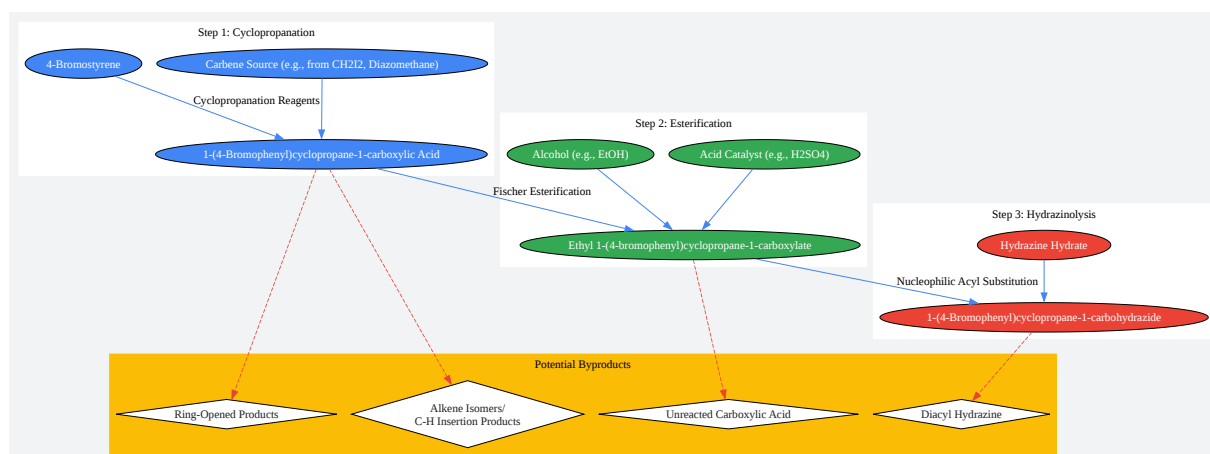 Step 1: Cyclopropanation
4-Bromostyrene
Carbene Source (e.g., from CH2I2, Diazomethane)
Cyclopropanation Reagents
1-(4-Bromophenyl)cyclopropane-1-carboxylic Acid
Step 2: Esterification
Alcohol (e.g., EtOH)
Acid Catalyst (e.g., H2SO4)
Fischer Esterification
Ethyl 1-(4-bromophenyl)cyclopropane-1-carboxylate
Step 3: Hydrazinolysis
Hydrazine Hydrate
Nucleophilic Acyl Substitution
1-(4-Bromophenyl)cyclopropane-1-carbohydrazide
Potential Byproducts
Ring-Opened Products
Alkene Isomers/
C-H Insertion Products
Unreacted Carboxylic Acid
Diacyl Hydrazine